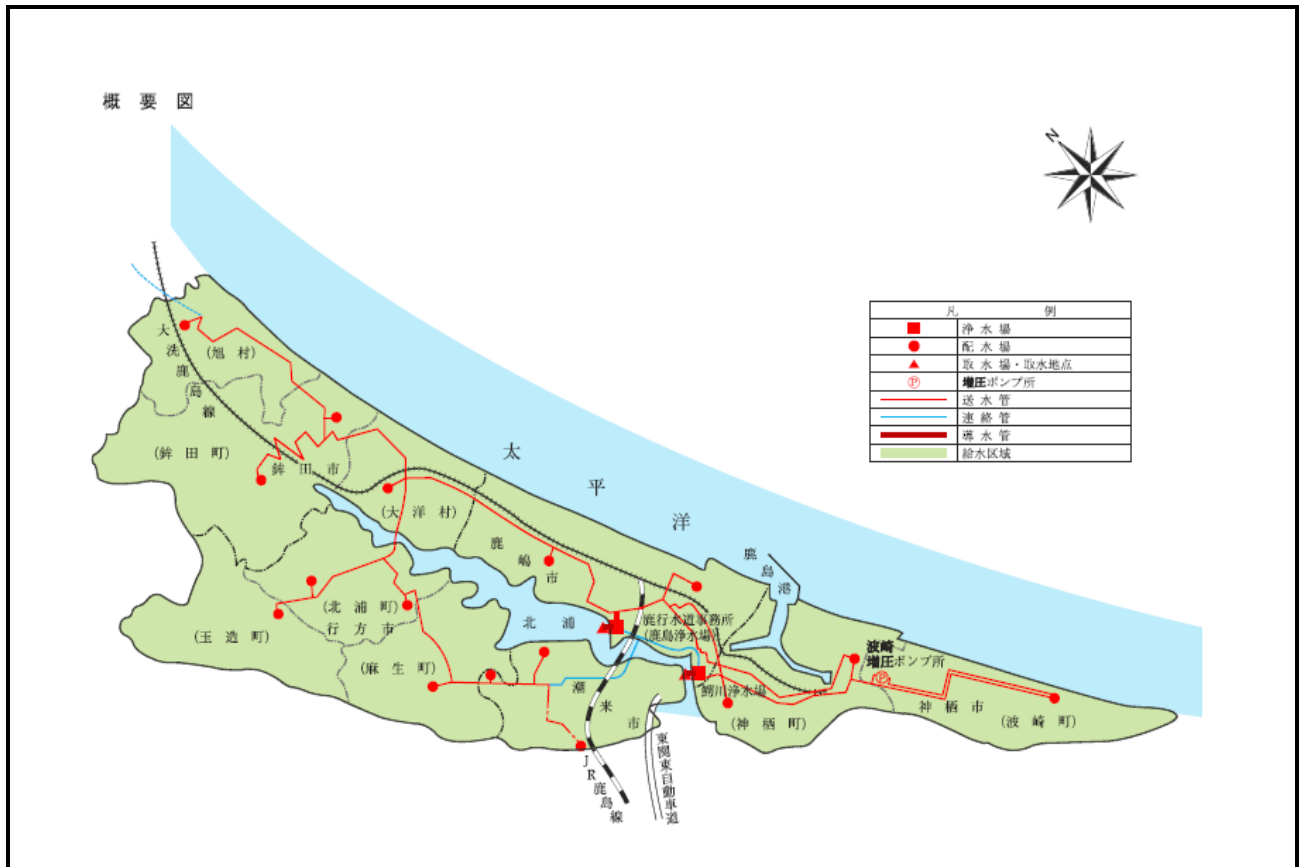 概要図
N
凡例
浄水場
配水場
取水場・取水地点
Ⓟ 増圧ポンプ所
送水管
連絡管
導水管
給水区域
大洗鹿島線
(旭村)
(鉾田町)
鉾田市
(大洋村)
太平洋
鹿嶋市
鹿島港
(北浦町)
行方市
(玉造町)
(麻生町)
北浦
鹿行水道事務所
(鹿島浄水場)
潮来市
鰐川浄水場
(神栖町)
波崎
増圧ポンプ所
Ⓟ
神栖市
(波崎町)
JR鹿島線
東関東自動車道